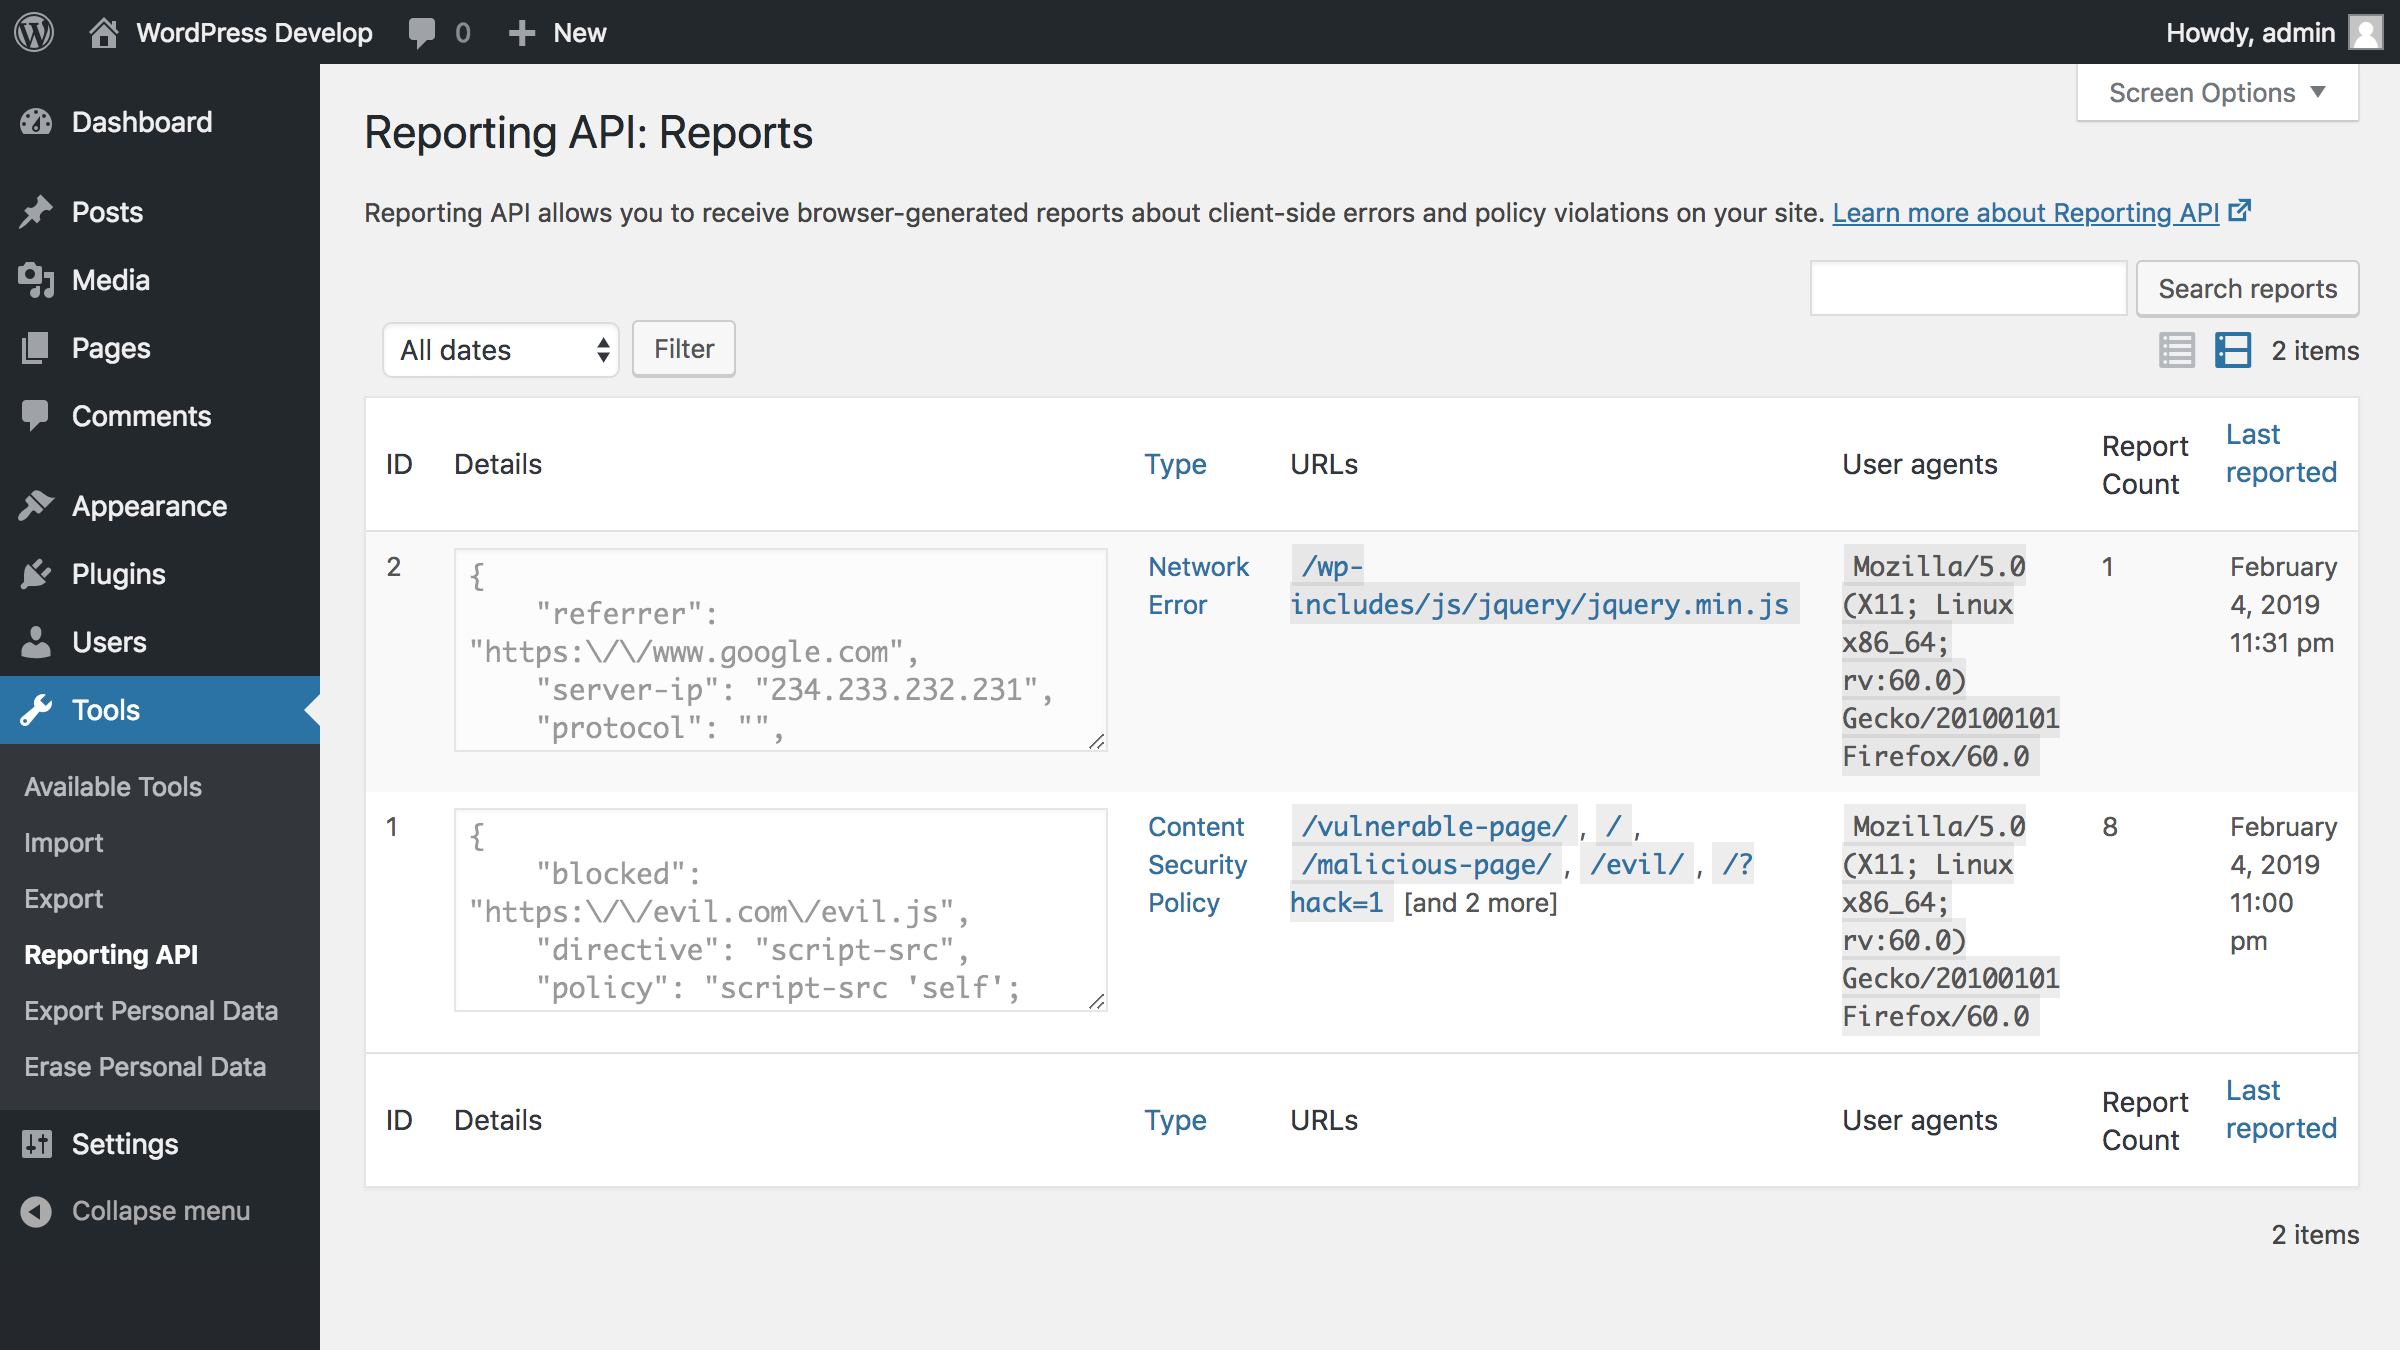 WordPress Develop 0 New Howdy, admin
Screen Options
Dashboard
Posts
Media
Pages
Comments
Appearance
Plugins
Users
Tools
Available Tools
Import
Export
Reporting API
Export Personal Data
Erase Personal Data
Settings
Collapse menu
Reporting API: Reports
Reporting API allows you to receive browser-generated reports about client-side errors and policy violations on your site. Learn more about Reporting API
Search reports
All dates Filter
2 items
ID Details Type URLs User agents
Report
Count
Last
reported
2
{
"referrer":
"https:\/\/www.google.com",
"server-ip": "234.233.232.231",
"protocol": "",
Network
Error
/wp-
includes/js/jquery/jquery.min.js
Mozilla/5.0
(X11; Linux
x86_64;
rv:60.0)
Gecko/20100101
Firefox/60.0
1
February
4, 2019
11:31 pm
1
{
"blocked":
"https:\/\/evil.com\/evil.js",
"directive": "script-src",
"policy": "script-src 'self';
Content
Security
Policy
/vulnerable-page/ , / ,
/malicious-page/ , /evil/ , /?
hack=1 [and 2 more]
Mozilla/5.0
(X11; Linux
x86_64;
rv:60.0)
Gecko/20100101
Firefox/60.0
8
February
4, 2019
11:00
pm
ID Details Type URLs User agents
Report
Count
Last
reported
2 items